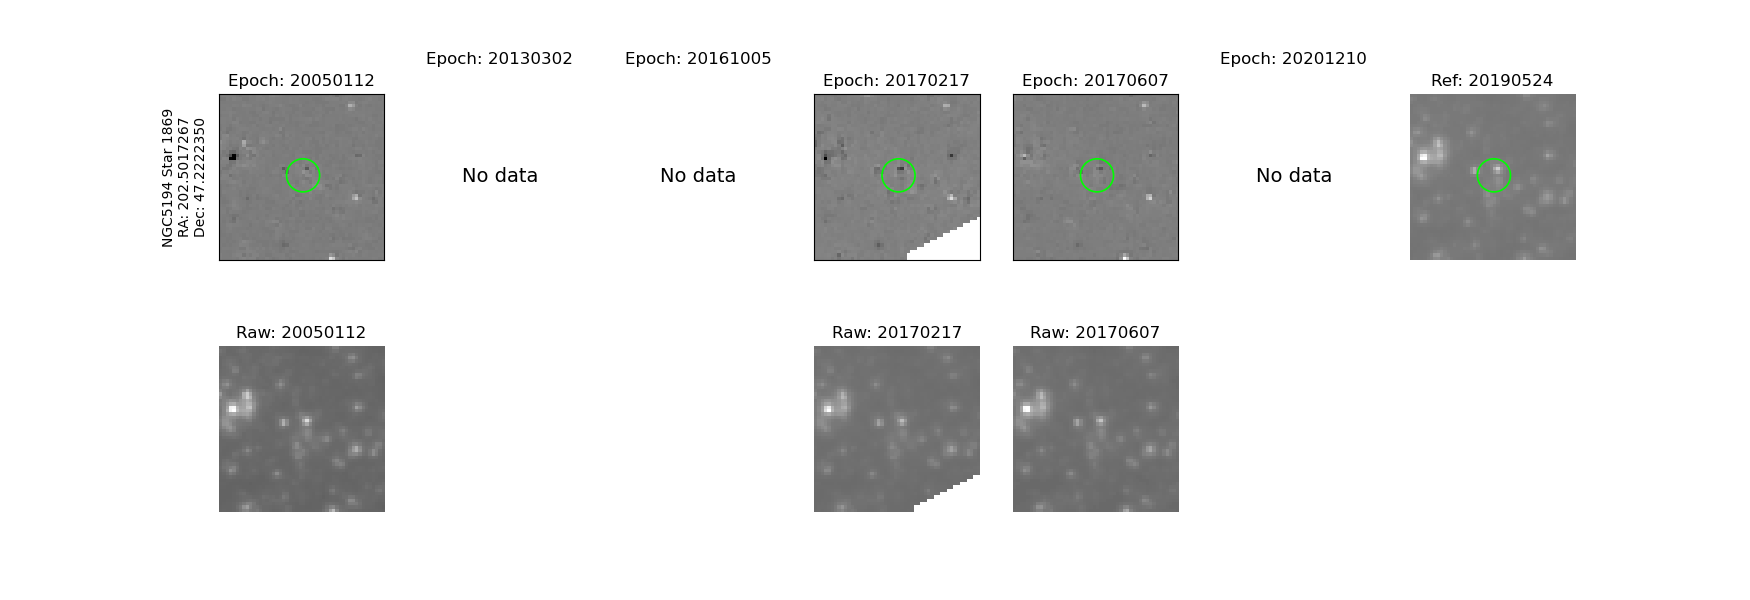 Epoch: 20130302
Epoch: 20161005
Epoch: 20201210
Epoch: 20050112
Epoch: 20170217
Epoch: 20170607
Ref: 20190524
NGC5194 Star 1869
RA: 202.5017267
Dec: 47.2222350
No data
No data
No data
Raw: 20050112
Raw: 20170217
Raw: 20170607